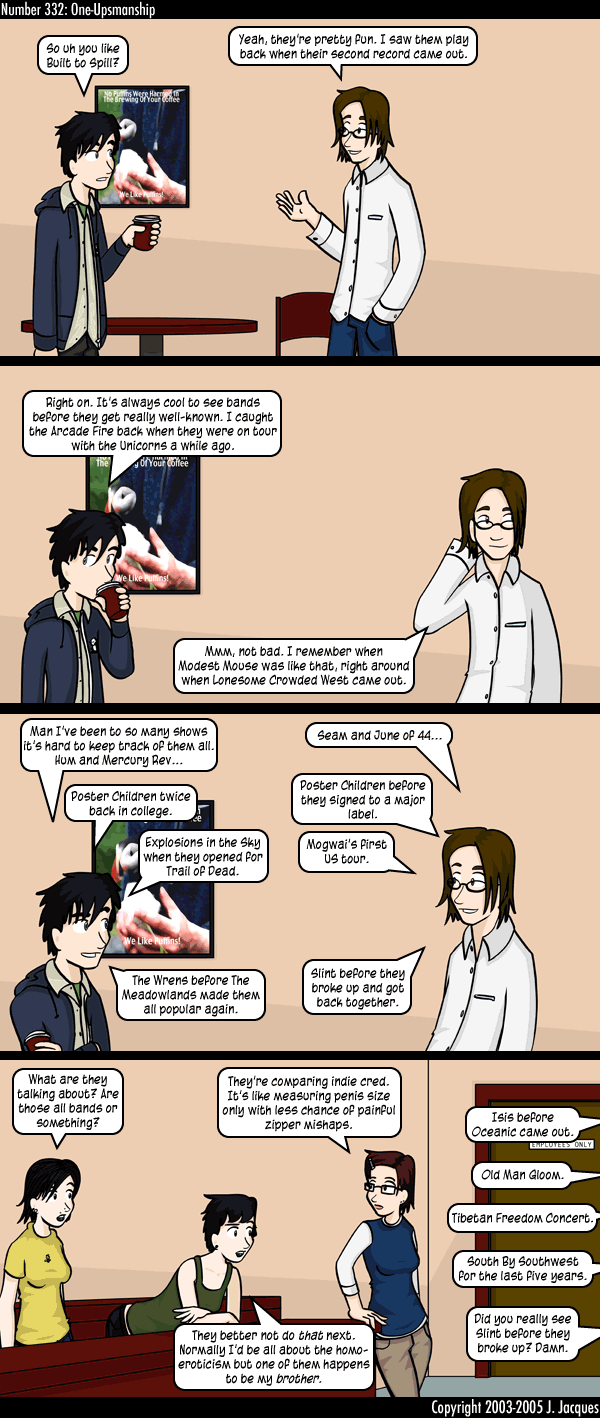 Number 332: One-Upsmanship
So uh you like
Built to Spill?
Yeah, they're pretty fun. I saw them play
back when their second record came out.
No Puffins Were Harmed In
The Brewing Of Your Coffee
We Like Puffins!
Right on. It's always cool to see bands
before they get really well-known. I caught
the Arcade Fire back when they were on tour
with the Unicorns a while ago.
The Brewing Of Your Coffee
We Like Puffins!
Mmm, not bad. I remember when
Modest Mouse was like that, right around
when Lonesome Crowded West came out.
Man I've been to so many shows
it's hard to keep track of them all.
Hum and Mercury Rev...
Seam and June of 44...
Poster Children twice
back in college.
Poster Children before
they signed to a major
label.
Explosions in the Sky
when they opened for
Trail of Dead.
Mogwai's first
US tour.
We Like Puffins!
The Wrens before The
Meadowlands made them
all popular again.
Slint before they
broke up and got
back together.
What are they
talking about? Are
those all bands or
something?
They're comparing indie cred.
It's like measuring penis size
only with less chance of painful
zipper mishaps.
Isis before
Oceanic came out.
EMPLOYEES ONLY
Old Man Gloom.
Tibetan Freedom Concert.
South By Southwest
for the last five years.
Did you really see
Slint before they
broke up? Damn.
They better not do that next.
Normally I'd be all about the homo-
eroticism but one of them happens
to be my brother.
Copyright 2003-2005 J. Jacques